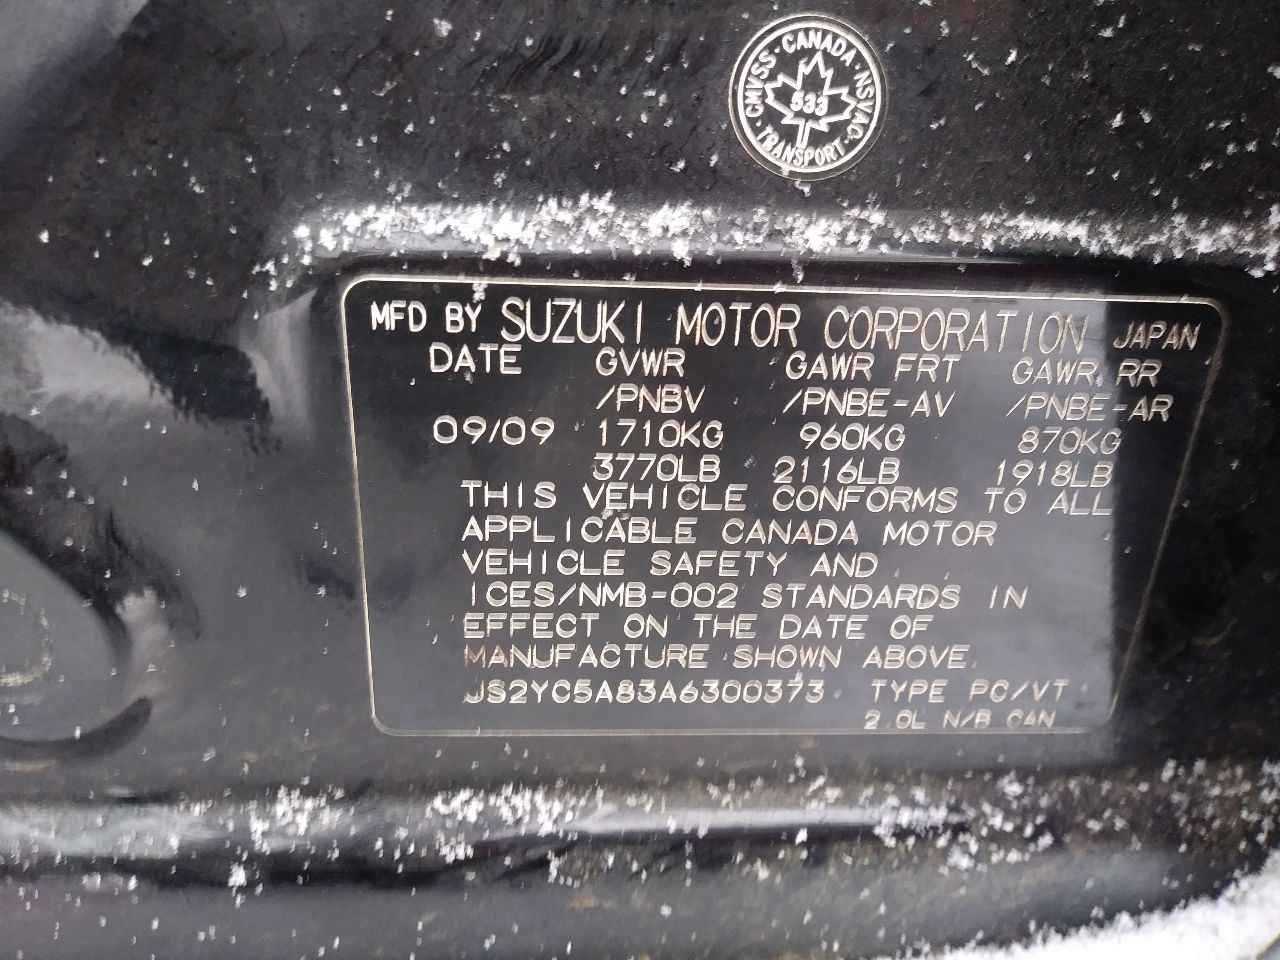 CMVSS · CANADA · NSVAC · TRANSPORT ·
533
MFD BY SUZUKI MOTOR CORPORATION JAPAN
DATE GVWR GAWR FRT GAWR RR
/PNBV /PNBE-AV /PNBE-AR
09/09 1710KG 960KG 870KG
3770LB 2116LB 1918LB
THIS VEHICLE CONFORMS TO ALL
APPLICABLE CANADA MOTOR
VEHICLE SAFETY AND
ICES/NMB-002 STANDARDS IN
EFFECT ON THE DATE OF
MANUFACTURE SHOWN ABOVE.
JS2YC5A83A6300373 TYPE PC/VT
2.0L N/B CAN